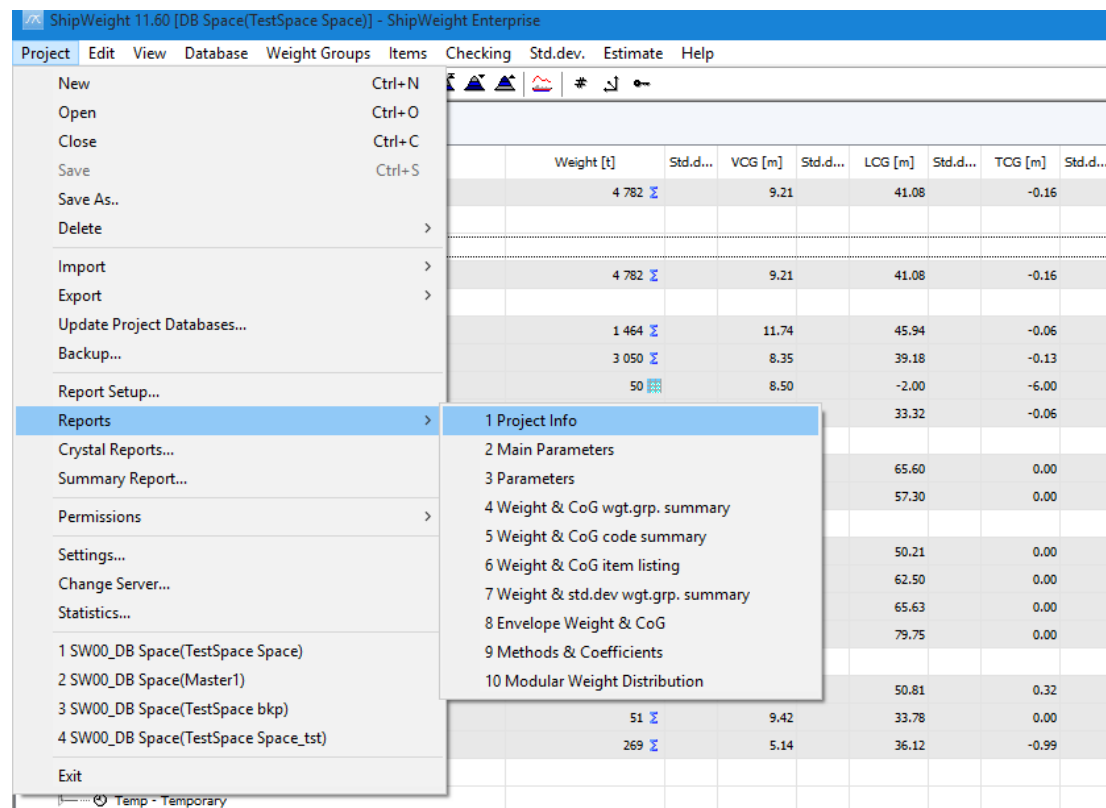 ShipWeight 11.60 [DB Space(TestSpace Space)] - ShipWeight Enterprise
Project Edit View Database Weight Groups Items Checking Std.dev. Estimate Help
New Ctrl+N
Open Ctrl+O
Close Ctrl+C
Save Ctrl+S
Save As..
Delete
Import
Export
Update Project Databases...
Backup...
Report Setup...
Reports
Crystal Reports...
Summary Report...
Permissions
Settings...
Change Server...
Statistics...
1 SW00_DB Space(TestSpace Space)
2 SW00_DB Space(Master1)
3 SW00_DB Space(TestSpace bkp)
4 SW00_DB Space(TestSpace Space_tst)
Exit
Temp - Temporary
1 Project Info
2 Main Parameters
3 Parameters
4 Weight & CoG wgt.grp. summary
5 Weight & CoG code summary
6 Weight & CoG item listing
7 Weight & std.dev wgt.grp. summary
8 Envelope Weight & CoG
9 Methods & Coefficients
10 Modular Weight Distribution
Weight [t] Std.d... VCG [m] Std.d... LCG [m] Std.d... TCG [m] Std.d...
4 782 Σ 9.21 41.08 -0.16
4 782 Σ 9.21 41.08 -0.16
1 464 Σ 11.74 45.94 -0.06
3 050 Σ 8.35 39.18 -0.13
50 8.50 -2.00 -6.00
33.32 -0.06
65.60 0.00
57.30 0.00
50.21 0.00
62.50 0.00
65.63 0.00
79.75 0.00
50.81 0.32
51 Σ 9.42 33.78 0.00
269 Σ 5.14 36.12 -0.99